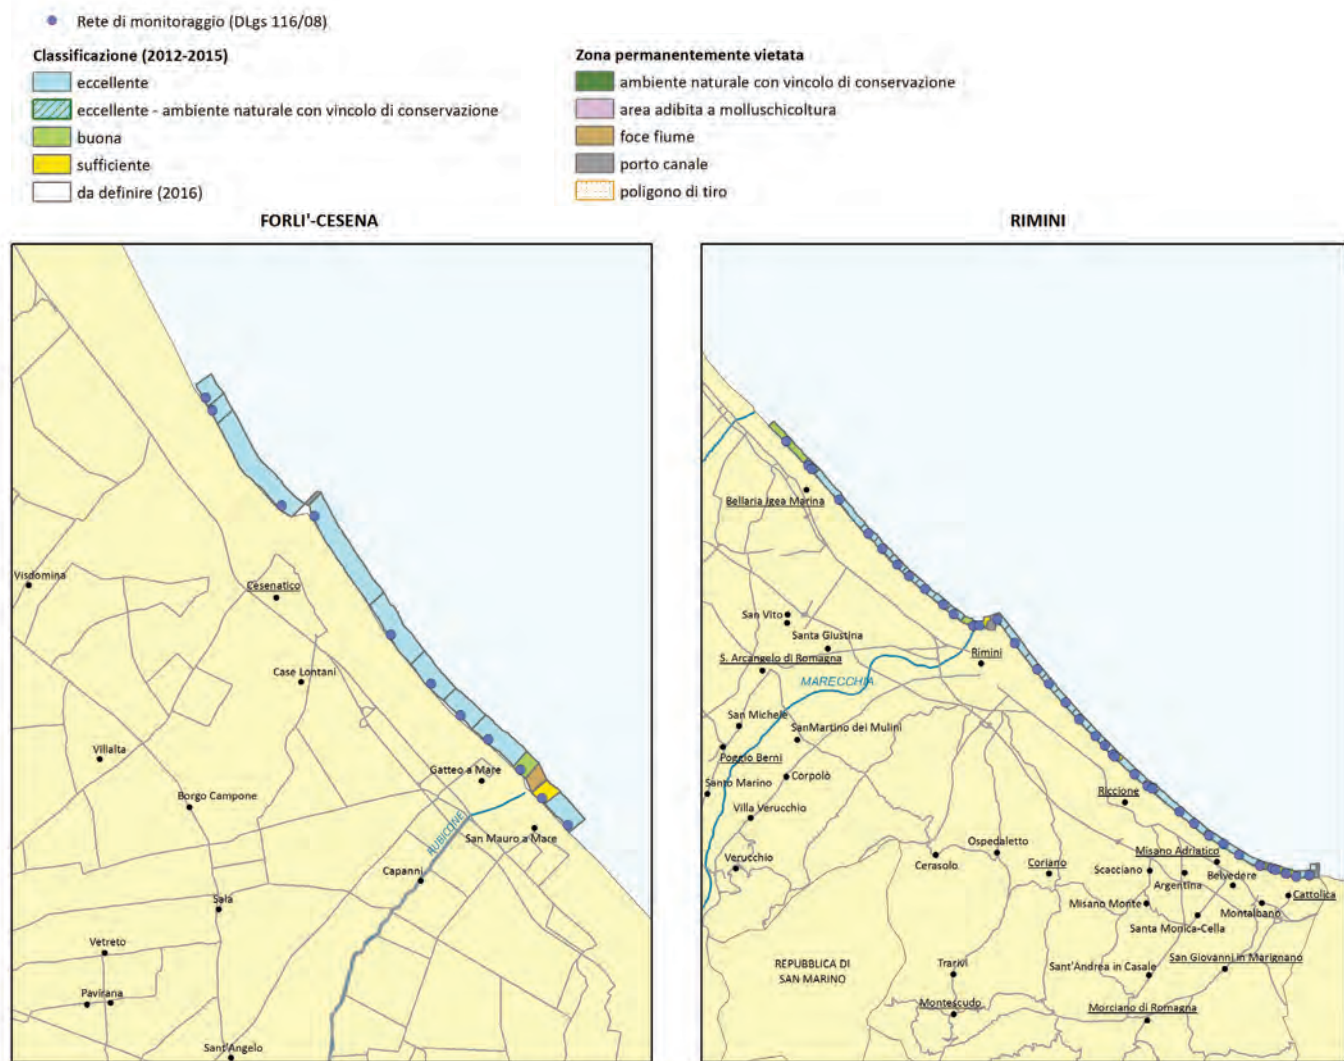 Rete di monitoraggio (DLgs 116/08)
Classificazione (2012-2015)
eccellente
eccellente - ambiente naturale con vincolo di conservazione
buona
sufficiente
da definire (2016)
Zona permanentemente vietata
ambiente naturale con vincolo di conservazione
area adibita a molluschicoltura
foce fiume
porto canale
poligono di tiro
FORLI'-CESENA
Visdomina
Cesenatico
Case Lontani
Villalta
Gatteo a Mare
Borgo Campone
RUBICONE
San Mauro a Mare
Capanni
Sala
Vetreto
Pavirana
Sant'Angelo
RIMINI
Bellaria Igea Marina
San Vito
Santa Giustina
S. Arcangelo di Romagna
Rimini
MARECCHIA
San Michele
SanMartino dei Mulini
Poggio Berni
Santo Marino
Corpolò
Villa Verucchio
Riccione
Verucchio
Cerasolo
Ospedaletto
Coriano
Misano Adriatico
Scacciano
Argentina
Belvedere
Cattolica
Misano Monte
Montalbano
Santa Monica-Cella
REPUBBLICA DI
SAN MARINO
Trarivi
Sant'Andrea in Casale
San Giovanni in Marignano
Montescudo
Morciano di Romagna